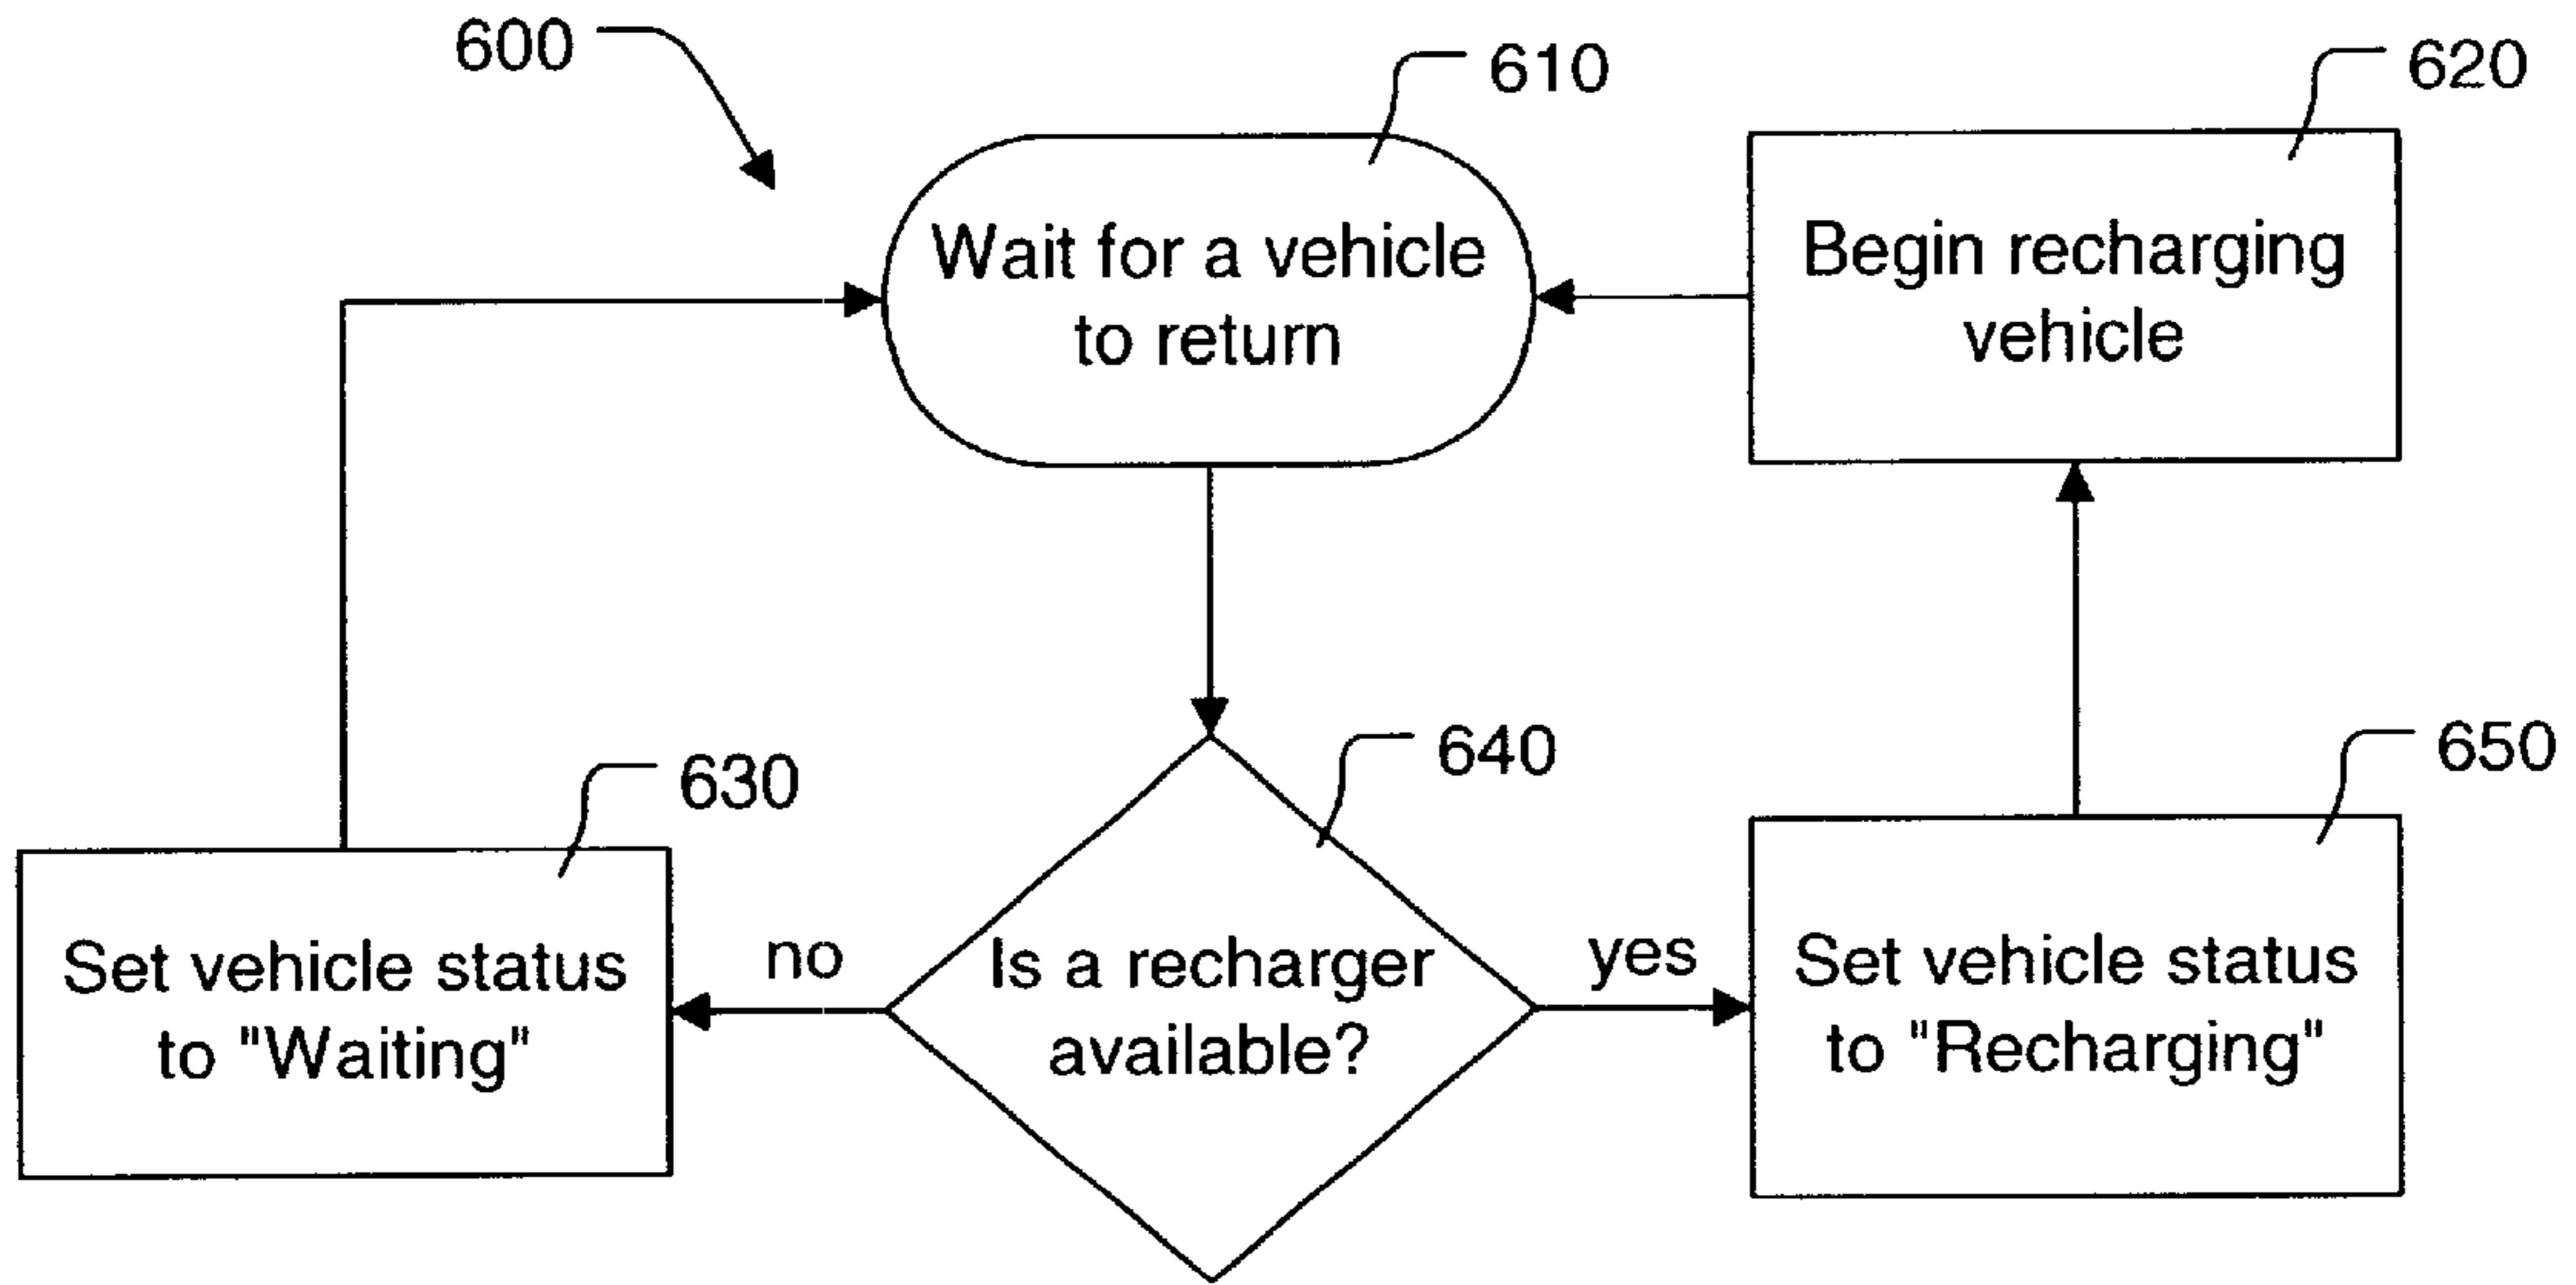 600
610
620
Wait for a vehicle
to return
Begin recharging
vehicle
630
640
650
Set vehicle status
to "Waiting"
no
Is a recharger
available?
yes
Set vehicle status
to "Recharging"